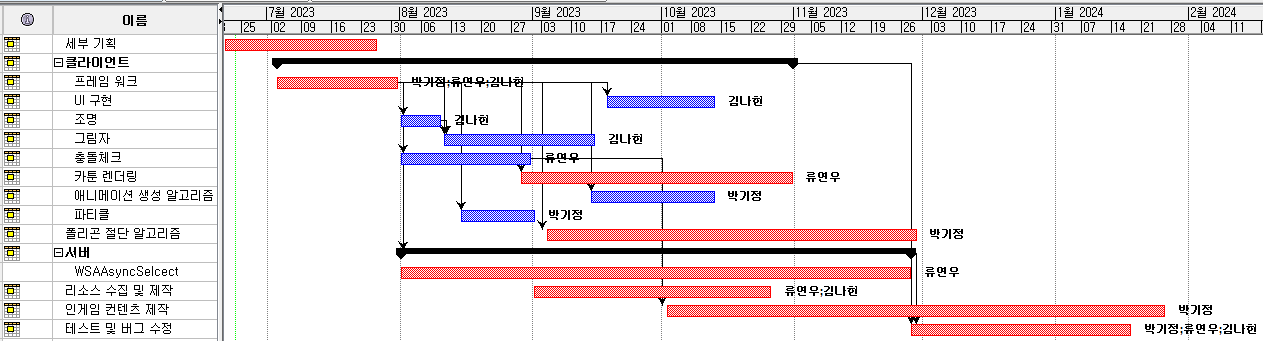 이름
7월 2023 8월 2023 9월 2023 10월 2023 11월 2023 12월 2023 1월 2024 2월 2024
25 02 09 16 23 30 06 13 20 27 03 10 17 24 01 08 15 22 29 05 12 19 26 03 10 17 24 31 07 14 21 28 04 11
세부 기획
클라이언트
프레임 워크 박기정;류연우;김나현
UI 구현 김나현
조명 김나현
그림자 김나현
충돌체크 류연우
카툰 렌더링 류연우
애니메이션 생성 알고리즘 박기정
파티클 박기정
폴리곤 절단 알고리즘 박기정
서버
WSAAsyncSelcect 류연우
리소스 수집 및 제작 류연우;김나현
인게임 컨텐츠 제작 박기정
테스트 및 버그 수정 박기정;류연우;김나현